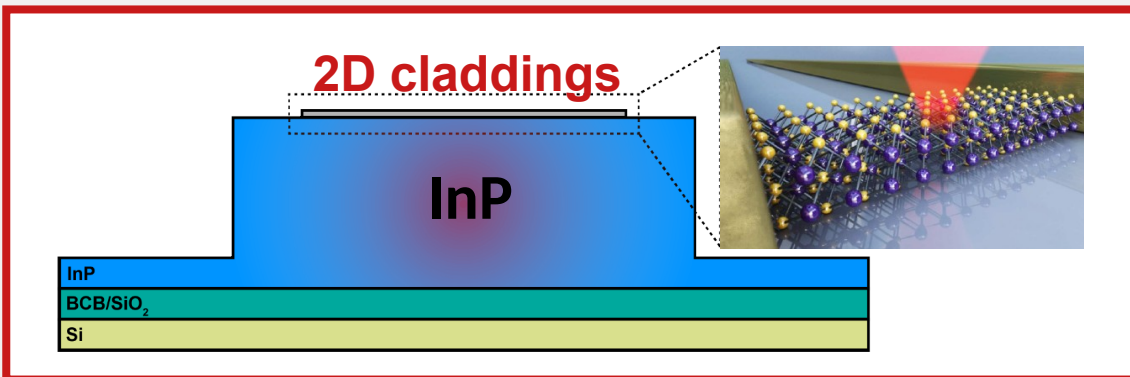 2D claddings
InP
InP
BCB/SiO₂
Si